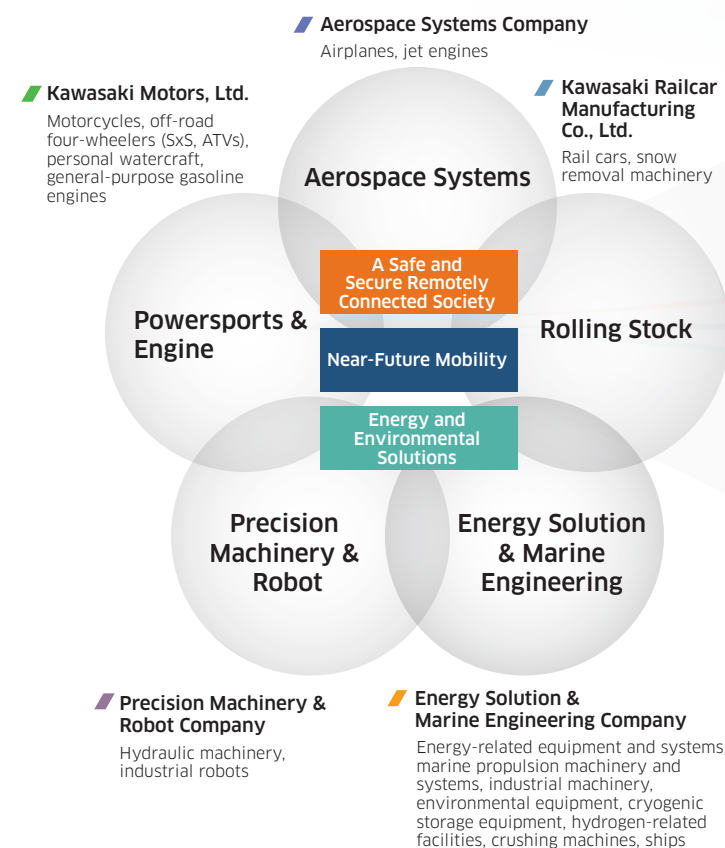 Aerospace Systems Company
Airplanes, jet engines
Kawasaki Motors, Ltd.
Motorcycles, off-road
four-wheelers (SxS, ATVs),
personal watercraft,
general-purpose gasoline
engines
Kawasaki Railcar
Manufacturing
Co., Ltd.
Rail cars, snow
removal machinery
Aerospace Systems
A Safe and
Secure Remotely
Connected Society
Powersports &
Engine
Near-Future Mobility
Rolling Stock
Energy and
Environmental
Solutions
Precision
Machinery &
Robot
Energy Solution
& Marine
Engineering
Precision Machinery &
Robot Company
Hydraulic machinery,
industrial robots
Energy Solution &
Marine Engineering Company
Energy-related equipment and systems,
marine propulsion machinery and
systems, industrial machinery,
environmental equipment, cryogenic
storage equipment, hydrogen-related
facilities, crushing machines, ships